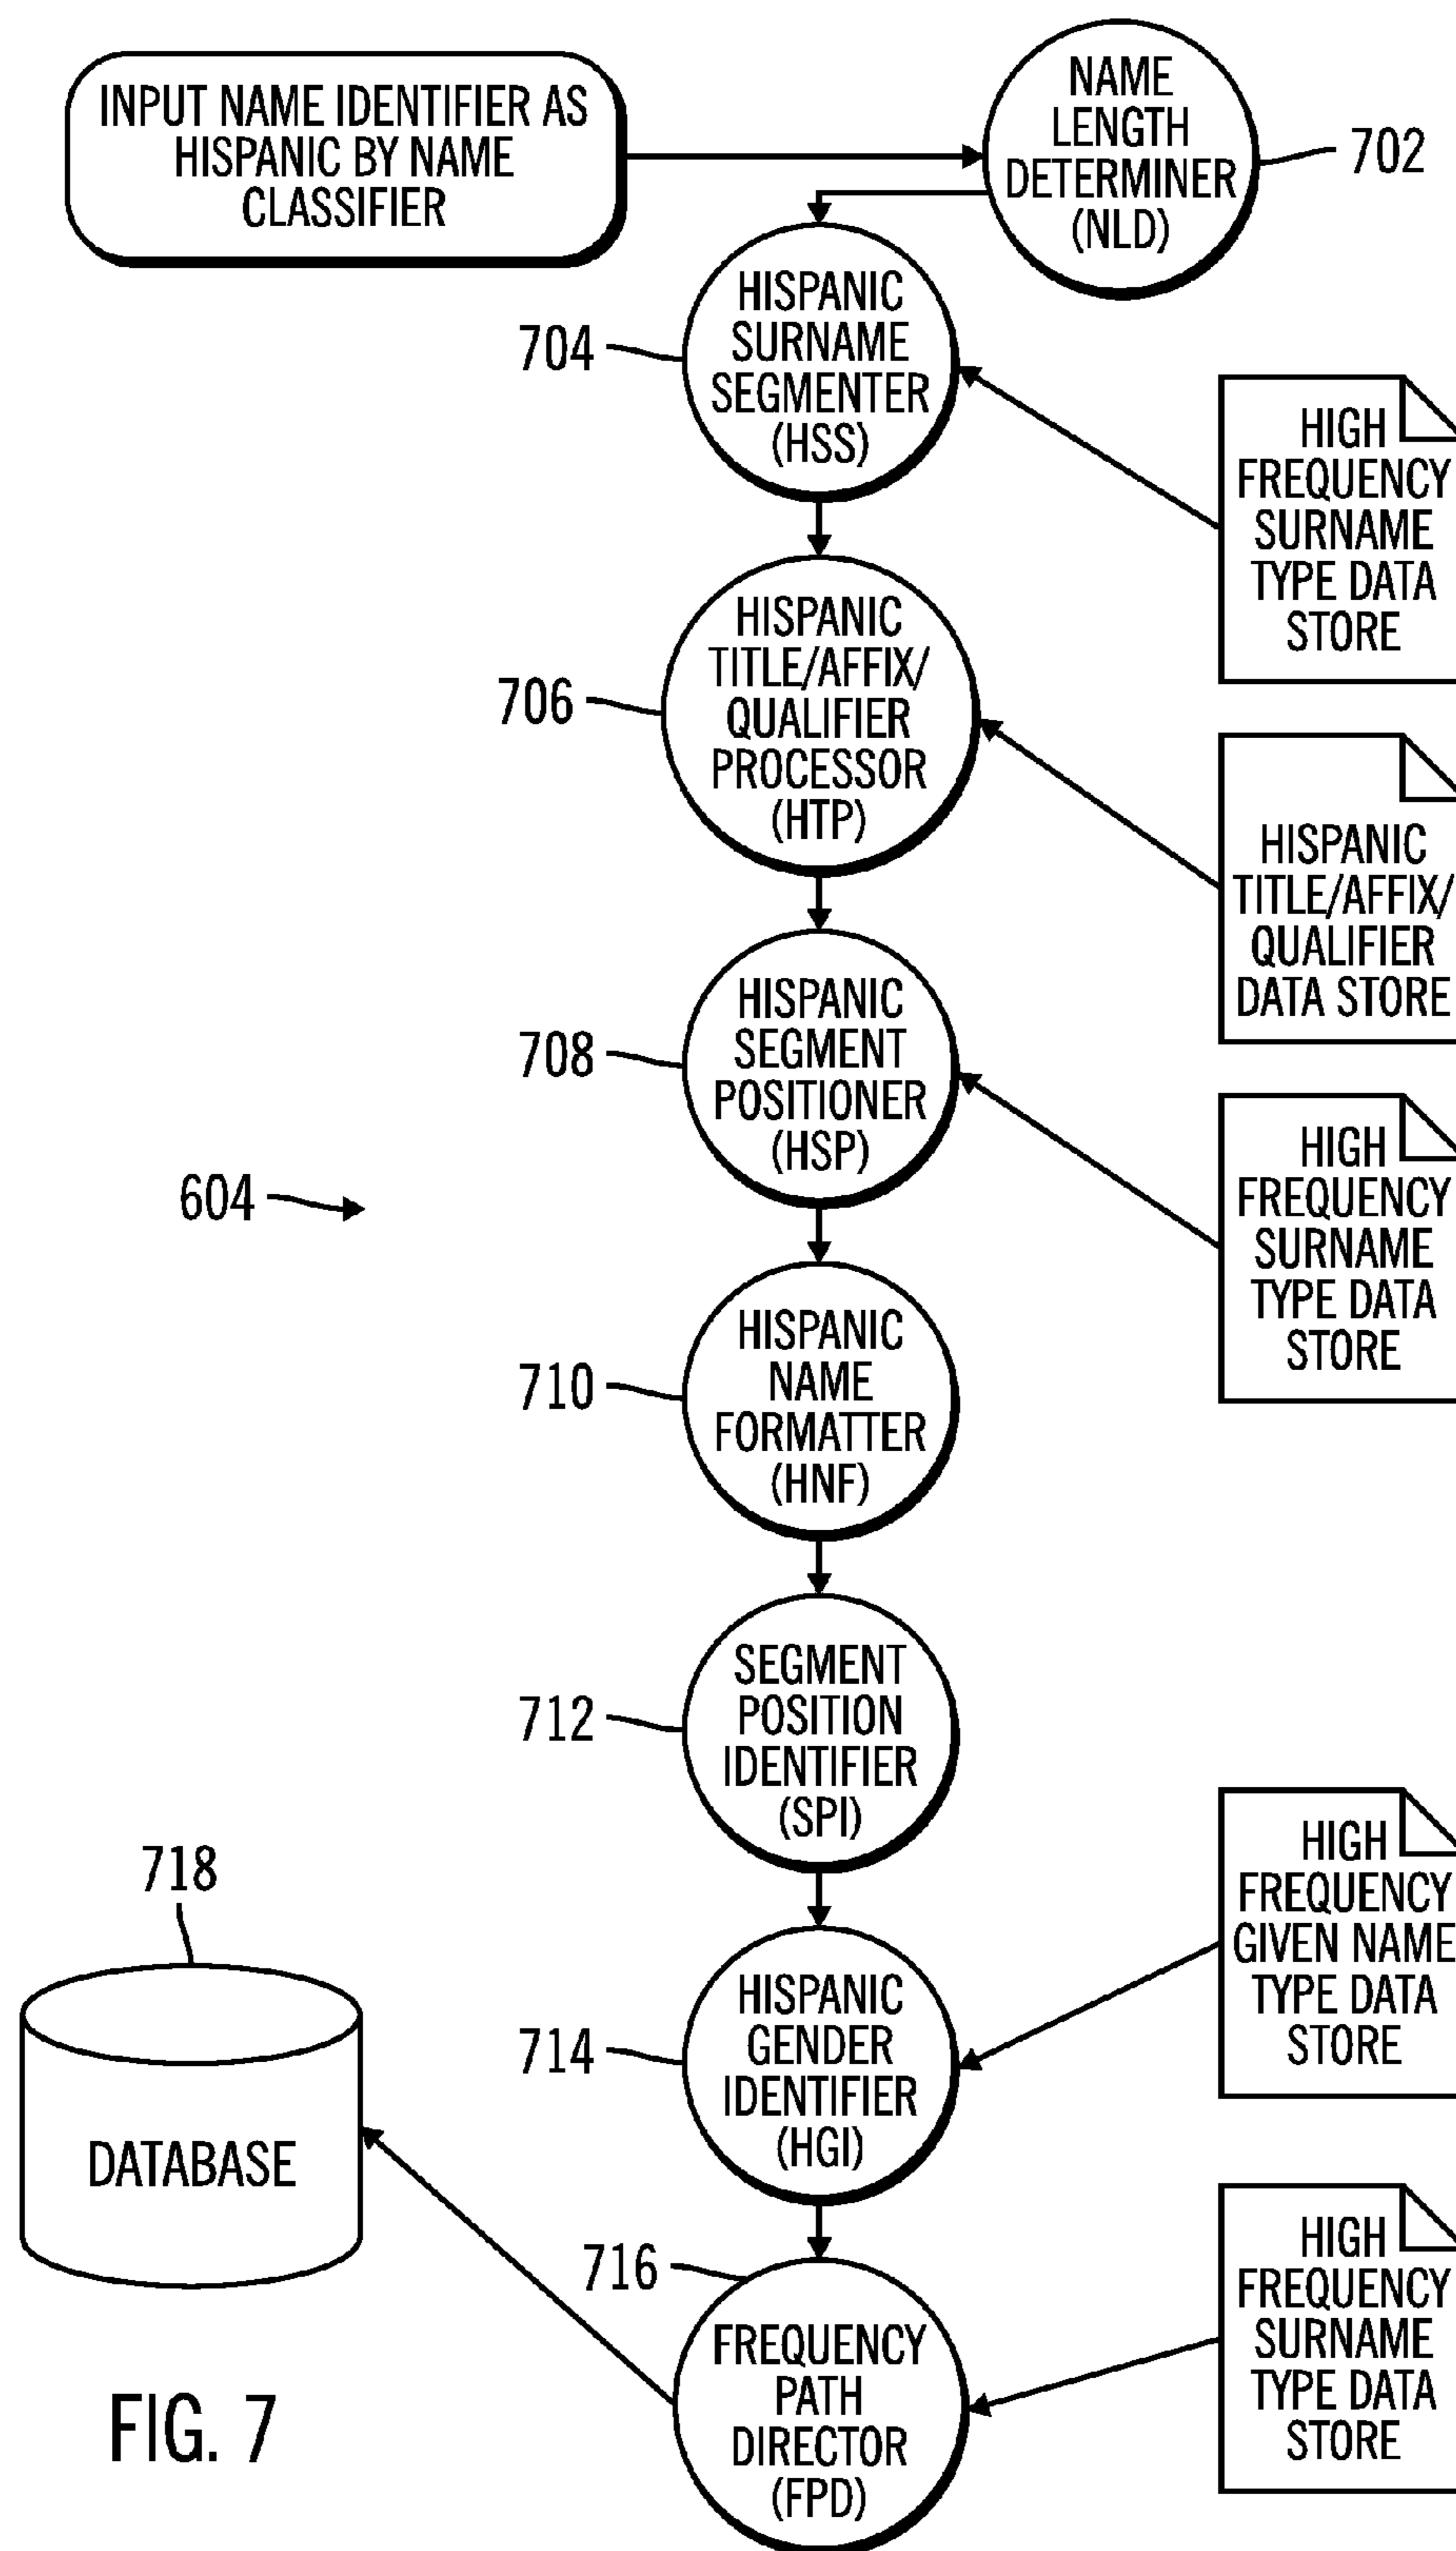 INPUT NAME IDENTIFIER AS
HISPANIC BY NAME
CLASSIFIER
NAME
LENGTH
DETERMINER
(NLD)
702
704
HISPANIC
SURNAME
SEGMENTER
(HSS)
HIGH
FREQUENCY
SURNAME
TYPE DATA
STORE
706
HISPANIC
TITLE/AFFIX/
QUALIFIER
PROCESSOR
(HTP)
HISPANIC
TITLE/AFFIX/
QUALIFIER
DATA STORE
708
HISPANIC
SEGMENT
POSITIONER
(HSP)
HIGH
FREQUENCY
SURNAME
TYPE DATA
STORE
604
710
HISPANIC
NAME
FORMATTER
(HNF)
712
SEGMENT
POSITION
IDENTIFIER
(SPI)
718
DATABASE
714
HISPANIC
GENDER
IDENTIFIER
(HGI)
HIGH
FREQUENCY
GIVEN NAME
TYPE DATA
STORE
716
FREQUENCY
PATH
DIRECTOR
(FPD)
HIGH
FREQUENCY
SURNAME
TYPE DATA
STORE
FIG. 7